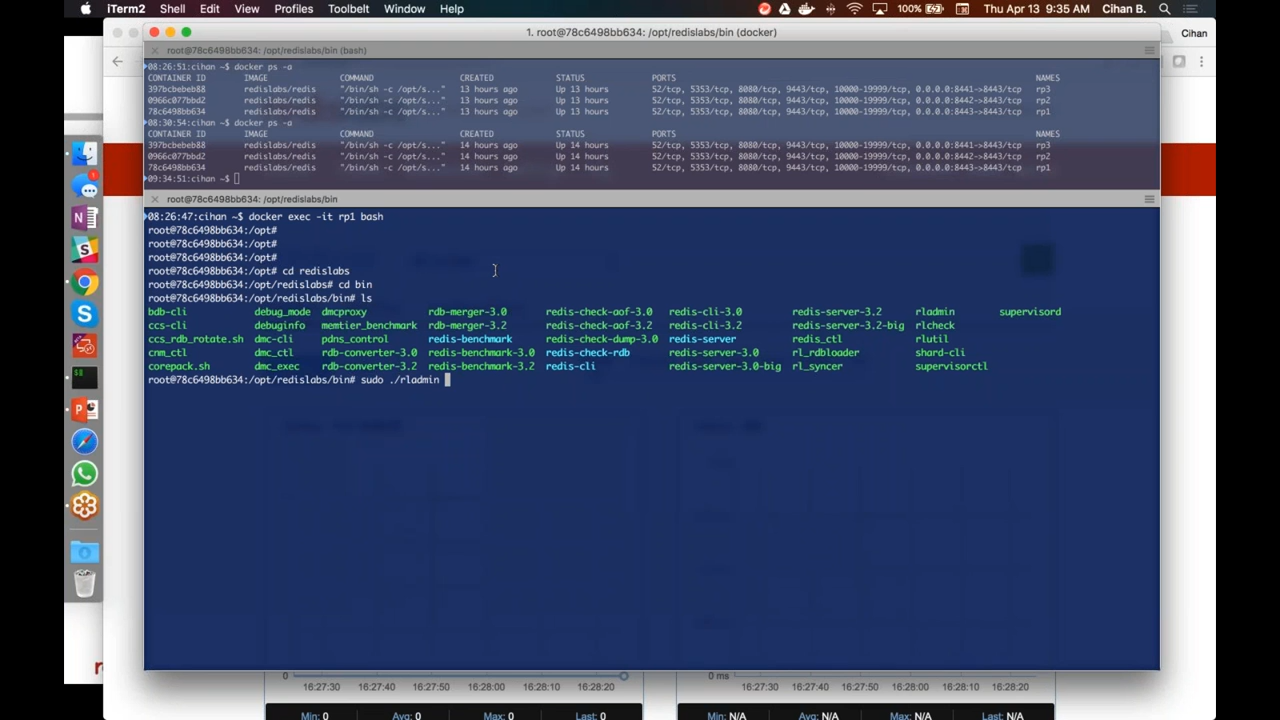 iTerm2 Shell Edit View Profiles Toolbelt Window Help 100% Thu Apr 13 9:35 AM Cihan B.
1. root@78c6498bb634: /opt/redislabs/bin (docker)
Cihan
root@78c6498bb634: /opt/redislabs/bin (bash)
08:26:51:cihan ~$ docker ps -a
CONTAINER ID IMAGE COMMAND CREATED STATUS PORTS NAMES
397bcbebeb88 redislabs/redis "/bin/sh -c /opt/s..." 13 hours ago Up 13 hours 52/tcp, 5353/tcp, 8080/tcp, 9443/tcp, 10000-19999/tcp, 0.0.0.0:8441->8443/tcp rp3
0966c077bbd2 redislabs/redis "/bin/sh -c /opt/s..." 13 hours ago Up 13 hours 52/tcp, 5353/tcp, 8080/tcp, 9443/tcp, 10000-19999/tcp, 0.0.0.0:8442->8443/tcp rp2
78c6498bb634 redislabs/redis "/bin/sh -c /opt/s..." 13 hours ago Up 13 hours 52/tcp, 5353/tcp, 8080/tcp, 9443/tcp, 10000-19999/tcp, 0.0.0.0:8443->8443/tcp rp1
08:30:54:cihan ~$ docker ps -a
CONTAINER ID IMAGE COMMAND CREATED STATUS PORTS NAMES
397bcbebeb88 redislabs/redis "/bin/sh -c /opt/s..." 14 hours ago Up 14 hours 52/tcp, 5353/tcp, 8080/tcp, 9443/tcp, 10000-19999/tcp, 0.0.0.0:8441->8443/tcp rp3
0966c077bbd2 redislabs/redis "/bin/sh -c /opt/s..." 14 hours ago Up 14 hours 52/tcp, 5353/tcp, 8080/tcp, 9443/tcp, 10000-19999/tcp, 0.0.0.0:8442->8443/tcp rp2
78c6498bb634 redislabs/redis "/bin/sh -c /opt/s..." 14 hours ago Up 14 hours 52/tcp, 5353/tcp, 8080/tcp, 9443/tcp, 10000-19999/tcp, 0.0.0.0:8443->8443/tcp rp1
09:34:51:cihan ~$
root@78c6498bb634: /opt/redislabs/bin
08:26:47:cihan ~$ docker exec -it rp1 bash
root@78c6498bb634:/opt#
root@78c6498bb634:/opt#
root@78c6498bb634:/opt#
root@78c6498bb634:/opt# cd redislabs
root@78c6498bb634:/opt/redislabs# cd bin
root@78c6498bb634:/opt/redislabs/bin# ls
bdb-cli debug_mode dmcproxy rdb-merger-3.0 redis-check-aof-3.0 redis-cli-3.0 redis-server-3.2 rladmin supervisord
ccs-cli debuginfo memtier_benchmark rdb-merger-3.2 redis-check-aof-3.2 redis-cli-3.2 redis-server-3.2-big rlcheck
ccs_rdb_rotate.sh dmc-cli pdns_control redis-benchmark redis-check-dump-3.0 redis-server redis_ctl rlutil
cnm_ctl dmc_ctl rdb-converter-3.0 redis-benchmark-3.0 redis-check-rdb redis-server-3.0 rl_rdbloader shard-cli
corepack.sh dmc_exec rdb-converter-3.2 redis-benchmark-3.2 redis-cli redis-server-3.0-big rl_syncer supervisorctl
root@78c6498bb634:/opt/redislabs/bin# sudo ./rladmin
0 0 ms
16:27:30 16:27:40 16:27:50 16:28:00 16:28:10 16:28:20 16:27:30 16:27:40 16:27:50 16:28:00 16:28:10 16:28:20
Min: 0 Avg: 0 Max: 0 Last: 0 Min: N/A Avg: N/A Max: N/A Last: N/A